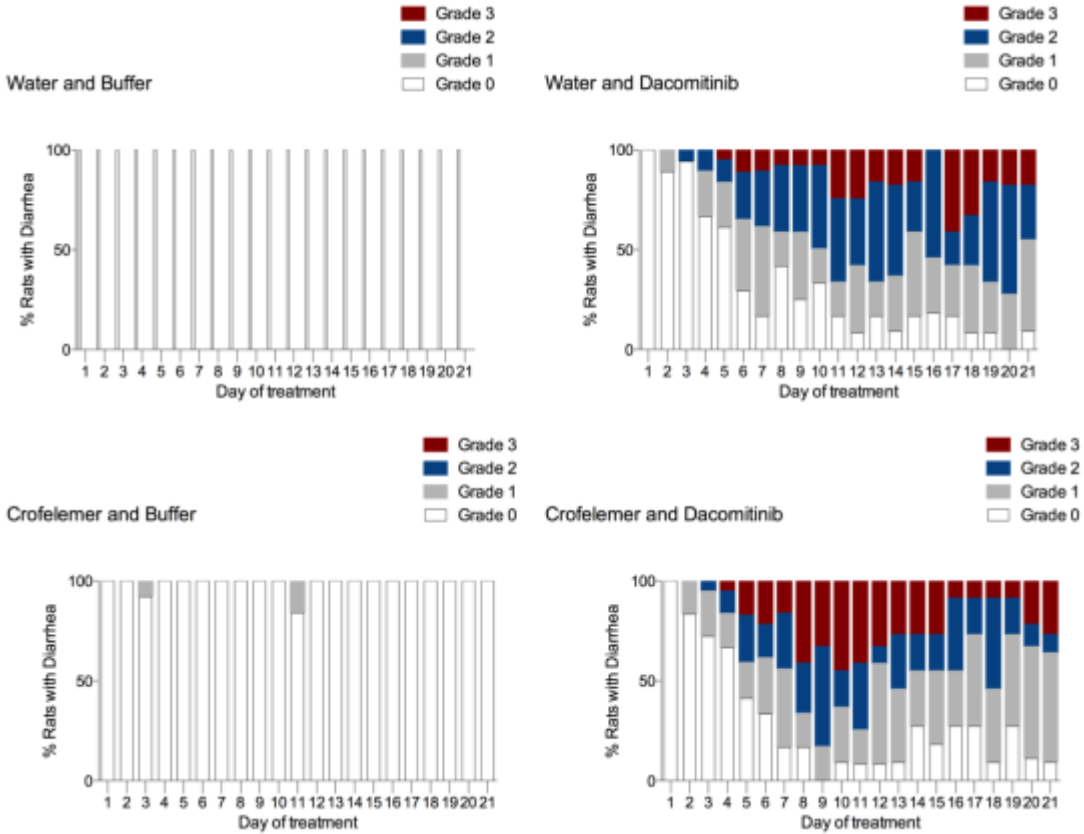 Grade 3
Grade 2
Grade 1
Grade 0
Water and Buffer
% Rats with Diarrhea
100
50
0
1 2 3 4 5 6 7 8 9 10 11 12 13 14 15 16 17 18 19 20 21
Day of treatment
Grade 3
Grade 2
Grade 1
Grade 0
Water and Dacomitinib
% Rats with Diarrhea
100
50
0
1 2 3 4 5 6 7 8 9 10 11 12 13 14 15 16 17 18 19 20 21
Day of treatment
Grade 3
Grade 2
Grade 1
Grade 0
Crofelemer and Buffer
% Rats with Diarrhea
100
50
0
1 2 3 4 5 6 7 8 9 10 11 12 13 14 15 16 17 18 19 20 21
Day of treatment
Grade 3
Grade 2
Grade 1
Grade 0
Crofelemer and Dacomitinib
% Rats with Diarrhea
100
50
0
1 2 3 4 5 6 7 8 9 10 11 12 13 14 15 16 17 18 19 20 21
Day of treatment